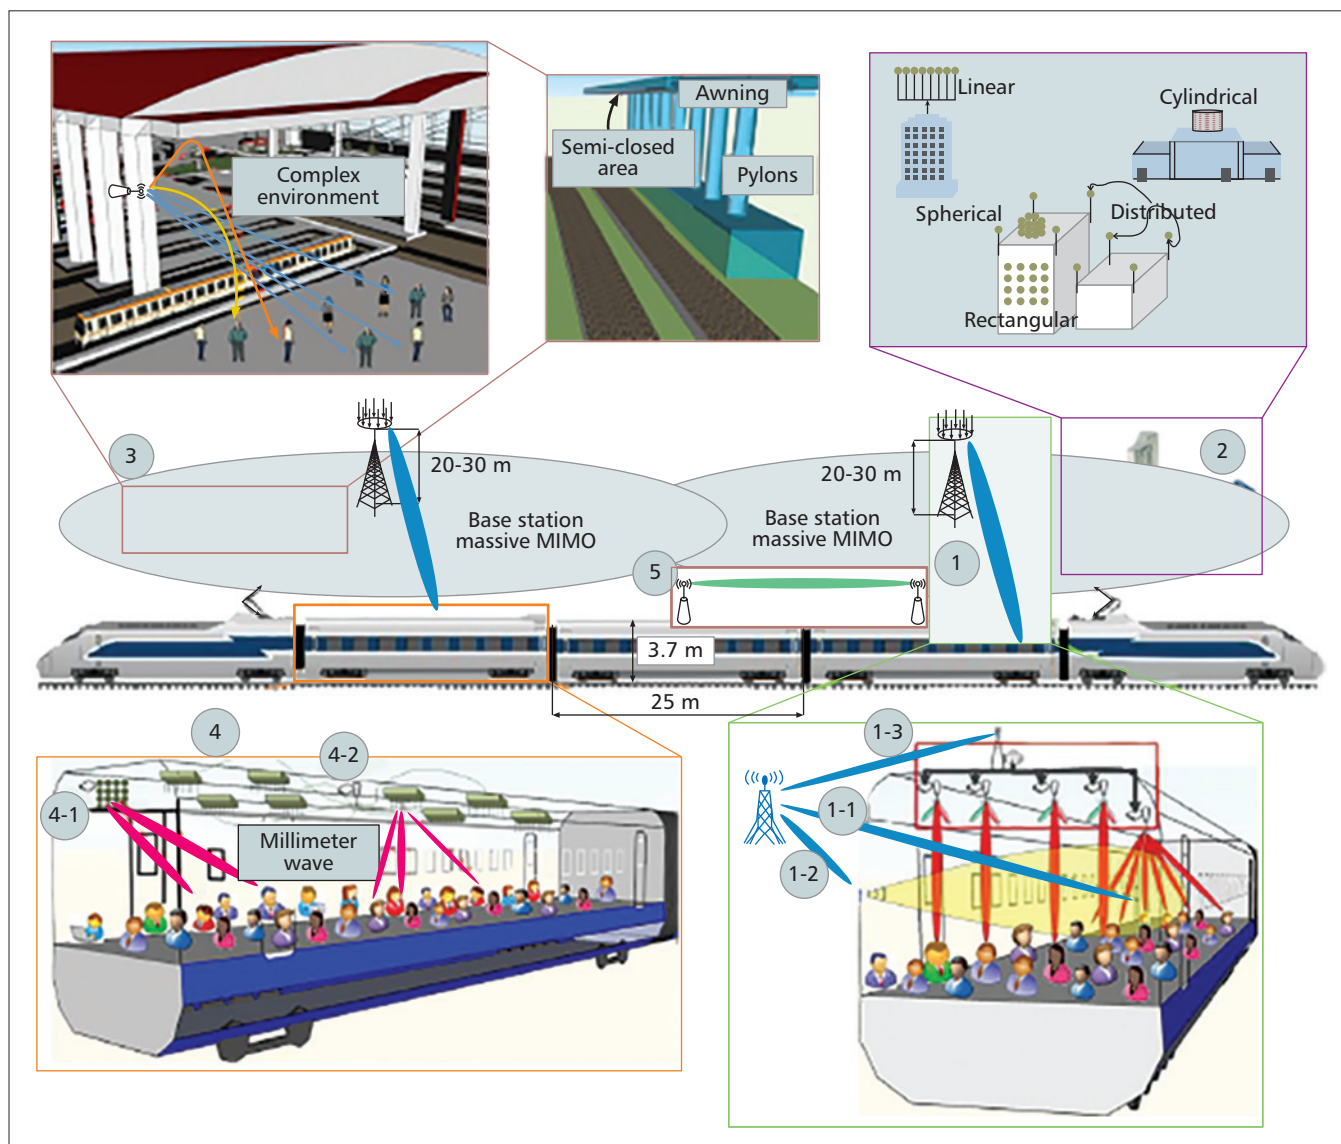 Complex
environment
Awning
Semi-closed
area
Pylons
Linear
Cylindrical
Spherical
Distributed
Rectangular
3
20-30 m
Base station
massive MIMO
20-30 m
Base station
massive MIMO
2
1
5
3.7 m
25 m
4
4-2
4-1
Millimeter
wave
1-3
1-1
1-2